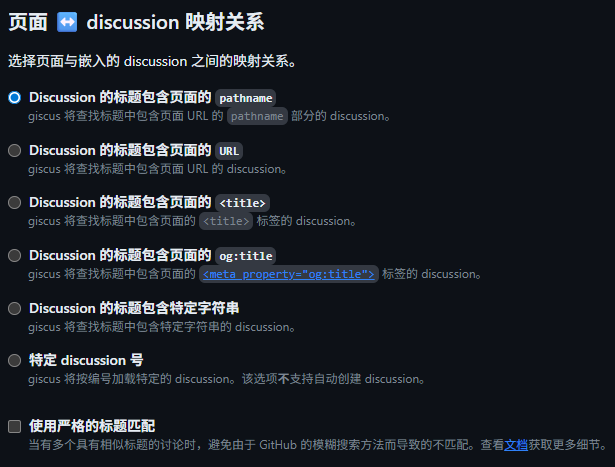 页面 ↔️ discussion 映射关系
选择页面与嵌入的 discussion 之间的映射关系。
Discussion 的标题包含页面的 pathname
giscus 将查找标题中包含页面 URL 的 pathname 部分的 discussion。
Discussion 的标题包含页面的 URL
giscus 将查找标题中包含页面 URL 的 discussion。
Discussion 的标题包含页面的 <title>
giscus 将查找标题中包含页面的 <title> 标签的 discussion。
Discussion 的标题包含页面的 og:title
giscus 将查找标题中包含页面的 <meta property="og:title"> 标签的 discussion。
Discussion 的标题包含特定字符串
giscus 将查找标题中包含特定字符串的 discussion。
特定 discussion 号
giscus 将按编号加载特定的 discussion。该选项不支持自动创建 discussion。
使用严格的标题匹配
当有多个具有相似标题的讨论时，避免由于 GitHub 的模糊搜索方法而导致的不匹配。查看文档获取更多细节。